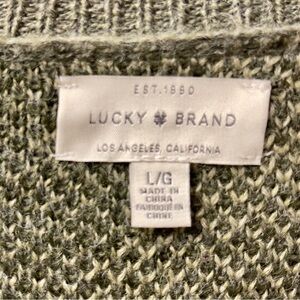 EST.1990
LUCKY BRAND
LOS ANGELES, CALIFORNIA
L/G
MADE IN
CHINA
FABRIQUÉ EN
CHINE